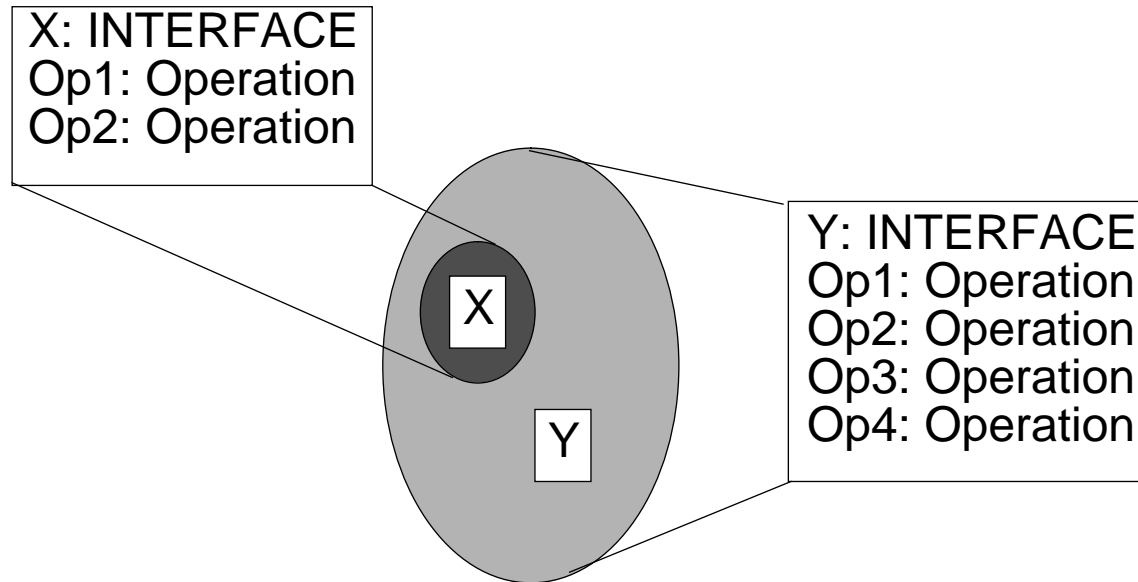 X: INTERFACE
Op1: Operation
Op2: Operation
X
Y
Y: INTERFACE
Op1: Operation
Op2: Operation
Op3: Operation
Op4: Operation